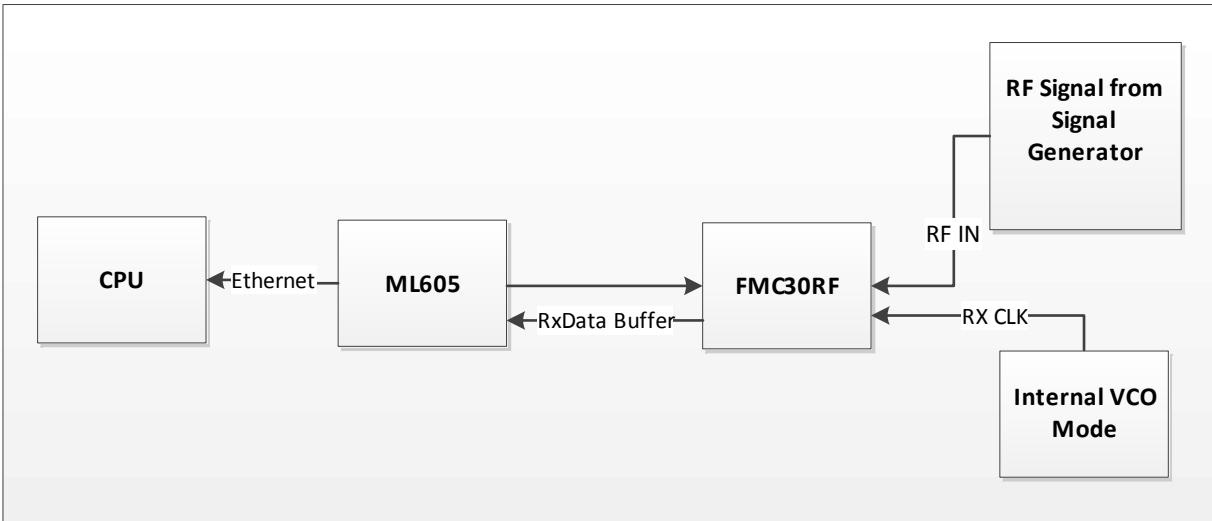 RF Signal from
Signal
Generator
RF IN
CPU
Ethernet
ML605
FMC30RF
RxData Buffer
RX CLK
Internal VCO
Mode